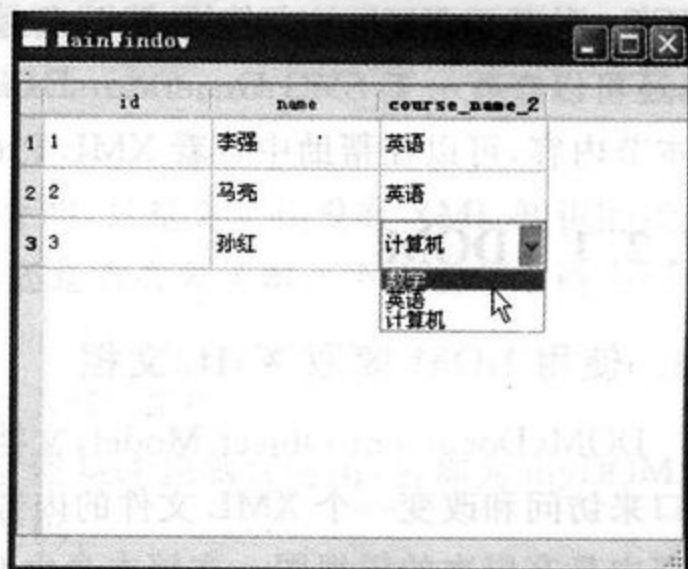 MainWindow
id name course_name_2
1 1 李强 英语
2 2 马亮 英语
3 3 孙红 计算机
数学
英语
计算机